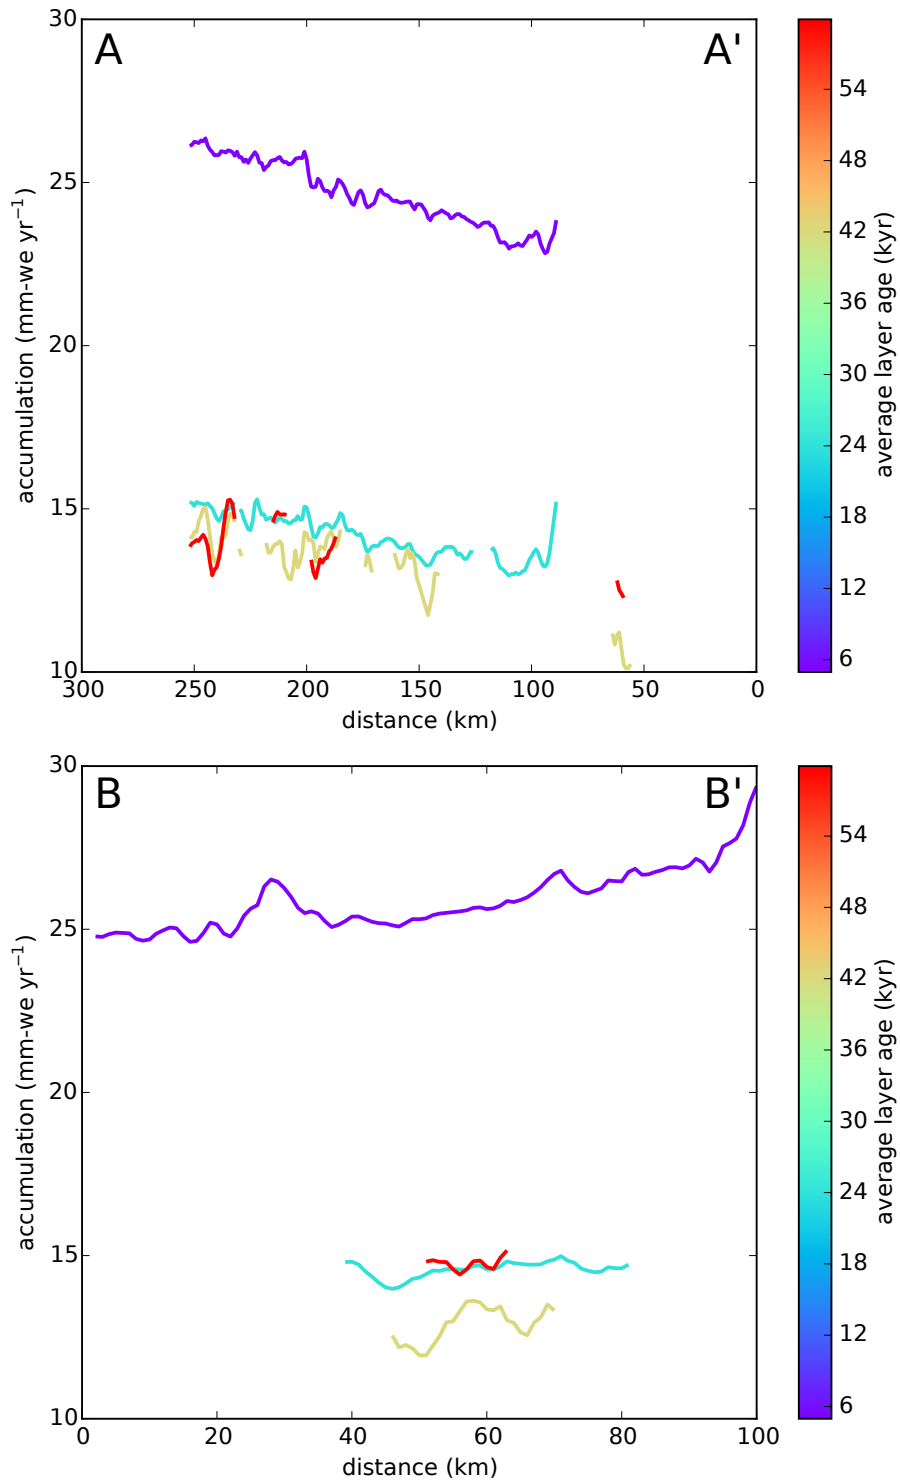 A A'
30
25
20
15
10
accumulation (mm-we yr⁻¹)
300 250 200 150 100 50 0
distance (km)
54
48
42
36
30
24
18
12
6
average layer age (kyr)
B B'
30
25
20
15
10
accumulation (mm-we yr⁻¹)
0 20 40 60 80 100
distance (km)
54
48
42
36
30
24
18
12
6
average layer age (kyr)